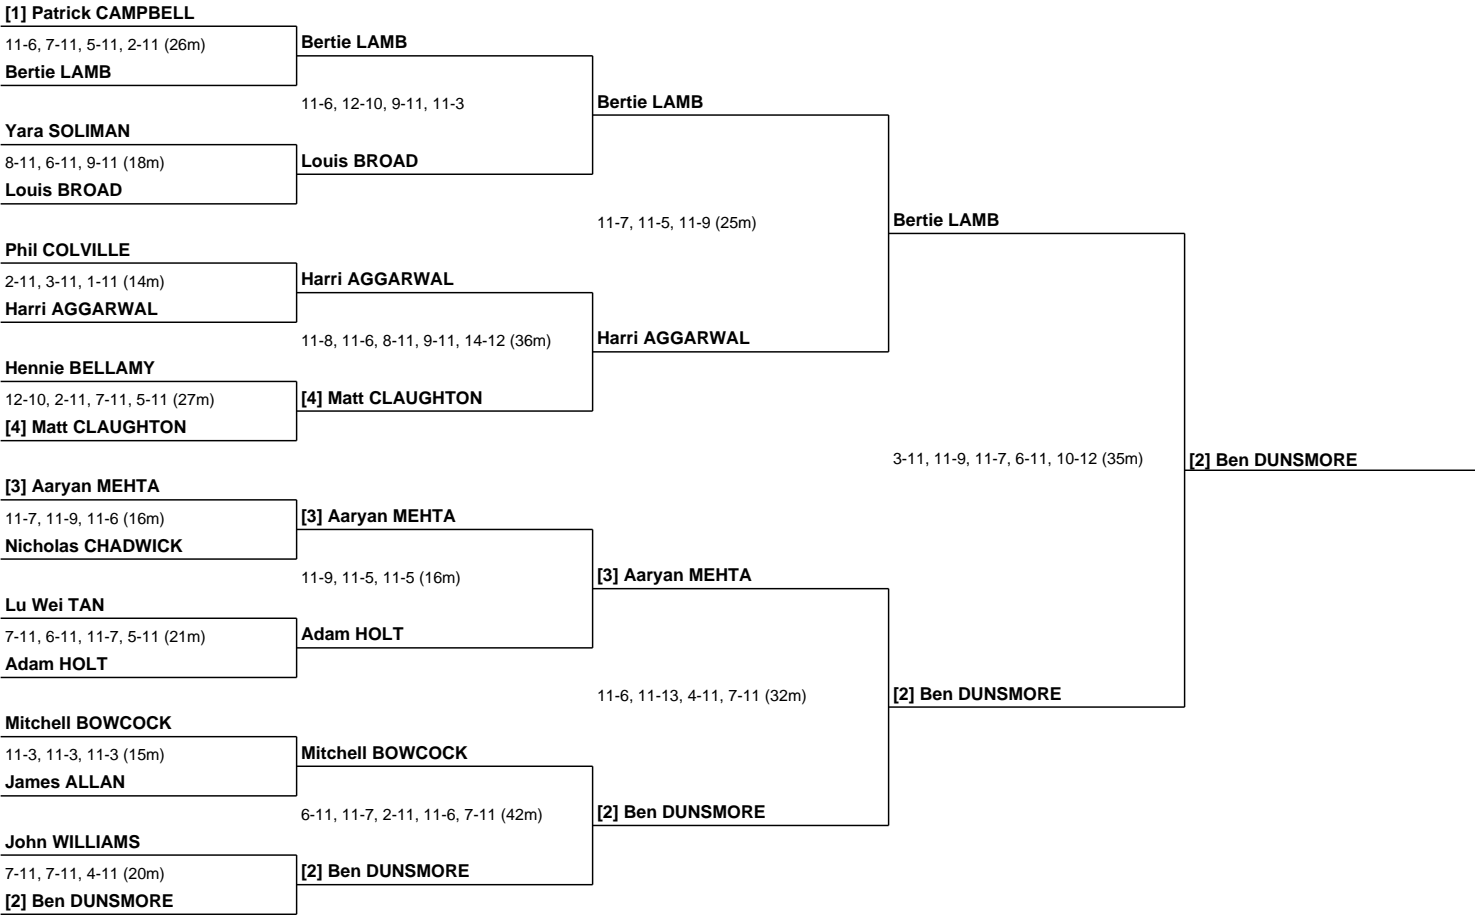 [1] Patrick CAMPBELL
11-6, 7-11, 5-11, 2-11 (26m)
Bertie LAMB
Yara SOLIMAN
8-11, 6-11, 9-11 (18m)
Louis BROAD
Phil COLVILLE
2-11, 3-11, 1-11 (14m)
Harri AGGARWAL
Hennie BELLAMY
12-10, 2-11, 7-11, 5-11 (27m)
[4] Matt CLAUGHTON
[3] Aaryan MEHTA
11-7, 11-9, 11-6 (16m)
Nicholas CHADWICK
Lu Wei TAN
7-11, 6-11, 11-7, 5-11 (21m)
Adam HOLT
Mitchell BOWCOCK
11-3, 11-3, 11-3 (15m)
James ALLAN
John WILLIAMS
7-11, 7-11, 4-11 (20m)
[2] Ben DUNSMORE
Bertie LAMB
11-6, 12-10, 9-11, 11-3
Louis BROAD
Harri AGGARWAL
11-8, 11-6, 8-11, 9-11, 14-12 (36m)
[4] Matt CLAUGHTON
[3] Aaryan MEHTA
11-9, 11-5, 11-5 (16m)
Adam HOLT
Mitchell BOWCOCK
6-11, 11-7, 2-11, 11-6, 7-11 (42m)
[2] Ben DUNSMORE
Bertie LAMB
11-7, 11-5, 11-9 (25m)
Harri AGGARWAL
[3] Aaryan MEHTA
11-6, 11-13, 4-11, 7-11 (32m)
[2] Ben DUNSMORE
Bertie LAMB
3-11, 11-9, 11-7, 6-11, 10-12 (35m)
[2] Ben DUNSMORE
[2] Ben DUNSMORE